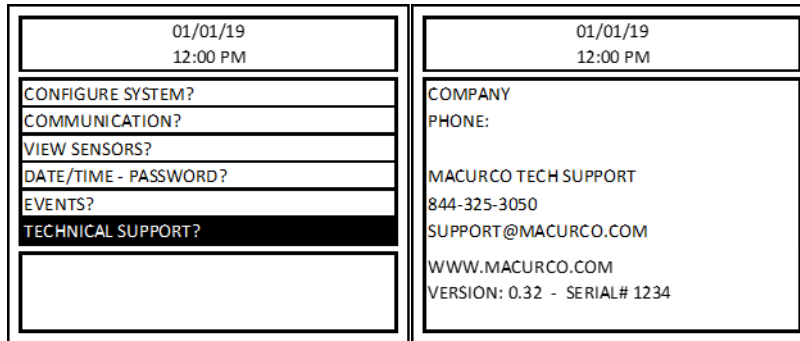 01/01/19
12:00 PM
CONFIGURE SYSTEM?
COMMUNICATION?
VIEW SENSORS?
DATE/TIME - PASSWORD?
EVENTS?
TECHNICAL SUPPORT?
01/01/19
12:00 PM
COMPANY
PHONE:
MACURCO TECH SUPPORT
844-325-3050
SUPPORT@MACURCO.COM
WWW.MACURCO.COM
VERSION: 0.32 - SERIAL# 1234